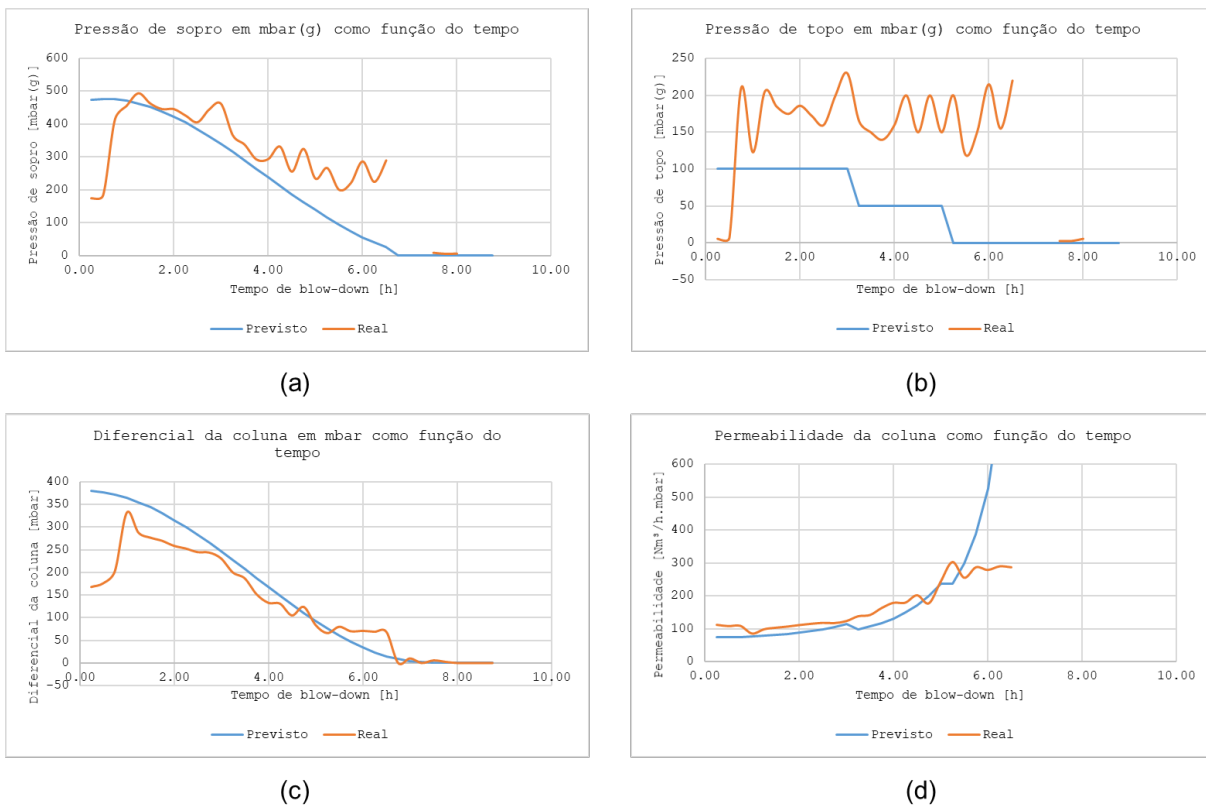 Pressão de sopro em mbar(g) como função do tempo
Pressão de sopro [mbar(g)]
600
500
400
300
200
100
0
0.00 2.00 4.00 6.00 8.00 10.00
Tempo de blow-down [h]
Previsto Real
(a)
Pressão de topo em mbar(g) como função do tempo
Pressão de topo [mbar(g)]
250
200
150
100
50
0
-50
0.00 2.00 4.00 6.00 8.00 10.00
Tempo de blow-down [h]
Previsto Real
(b)
Diferencial da coluna em mbar como função do
tempo
Diferencial da coluna [mbar]
400
350
300
250
200
150
100
50
0
-50
0.00 2.00 4.00 6.00 8.00 10.00
Tempo de blow-down [h]
Previsto Real
(c)
Permeabilidade da coluna como função do tempo
Permeabilidade [Nm³/h.mbar]
600
500
400
300
200
100
0
0.00 2.00 4.00 6.00 8.00 10.00
Tempo de blow-down [h]
Previsto Real
(d)